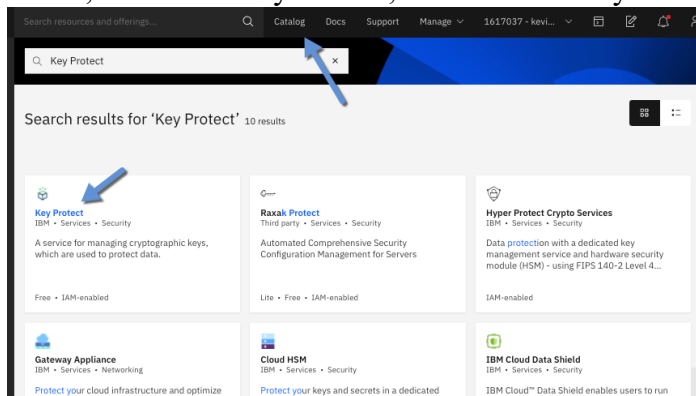 Search resources and offerings...
Catalog
Docs
Support
Manage
1617037 - kevi...
Key Protect
×
Search results for ‘Key Protect’ 10 results
Key Protect
IBM • Services • Security
A service for managing cryptographic keys,
which are used to protect data.
Free • IAM-enabled
Raxak Protect
Third party • Services • Security
Automated Comprehensive Security
Configuration Management for Servers
Lite • Free • IAM-enabled
Hyper Protect Crypto Services
IBM • Services • Security
Data protection with a dedicated key
management service and hardware security
module (HSM) - using FIPS 140-2 Level 4...
IAM-enabled
Gateway Appliance
IBM • Services • Networking
Protect your cloud infrastructure and optimize
Cloud HSM
IBM • Services • Security
Protect your keys and secrets in a dedicated
IBM Cloud Data Shield
IBM • Services • Security
IBM Cloud™ Data Shield enables users to run